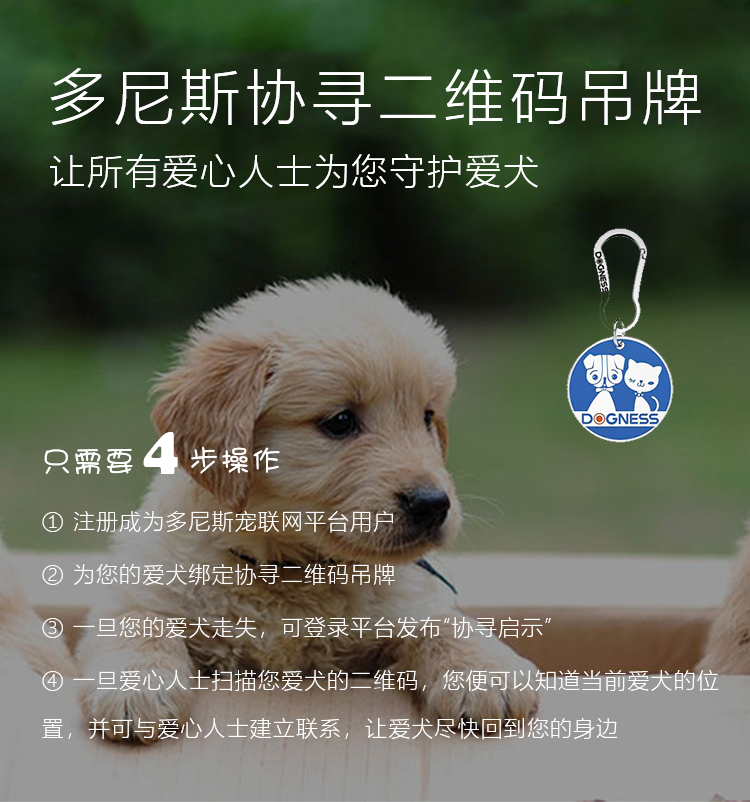 多尼斯协寻二维码吊牌
让所有爱心人士为您守护爱犬
DOGNESS
DOGNESS
只需要4步操作
① 注册成为多尼斯宠联网平台用户
② 为您的爱犬绑定协寻二维码吊牌
③ 一旦您的爱犬走失，可登录平台发布“协寻启示”
④ 一旦爱心人士扫描您爱犬的二维码，您便可以知道当前爱犬的位
置，并可与爱心人士建立联系，让爱犬尽快回到您的身边